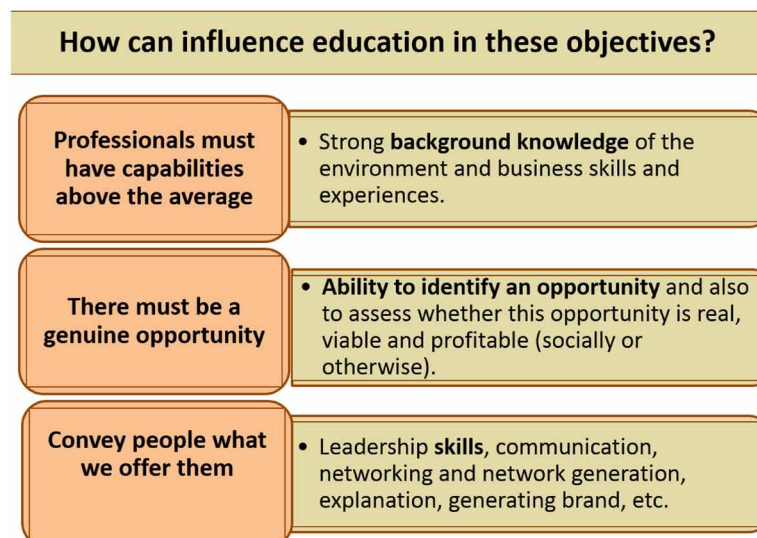 How can influence education in these objectives?
Professionals must
have capabilities
above the average
• Strong background knowledge of the
environment and business skills and
experiences.
There must be a
genuine opportunity
• Ability to identify an opportunity and also
to assess whether this opportunity is real,
viable and profitable (socially or
otherwise).
Convey people what
we offer them
• Leadership skills, communication,
networking and network generation,
explanation, generating brand, etc.